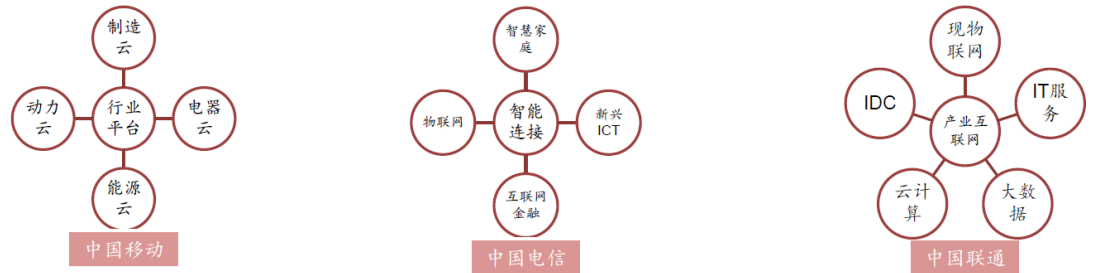 制造
云
动力
云
行业
平台
电器
云
能源
云
中国移动
智慧家
庭
物联网
智能
连接
新兴
ICT
互联网
金融
中国电信
现物
联网
IDC
IT服
务
产业互
联网
云计
算
大数
据
中国联通